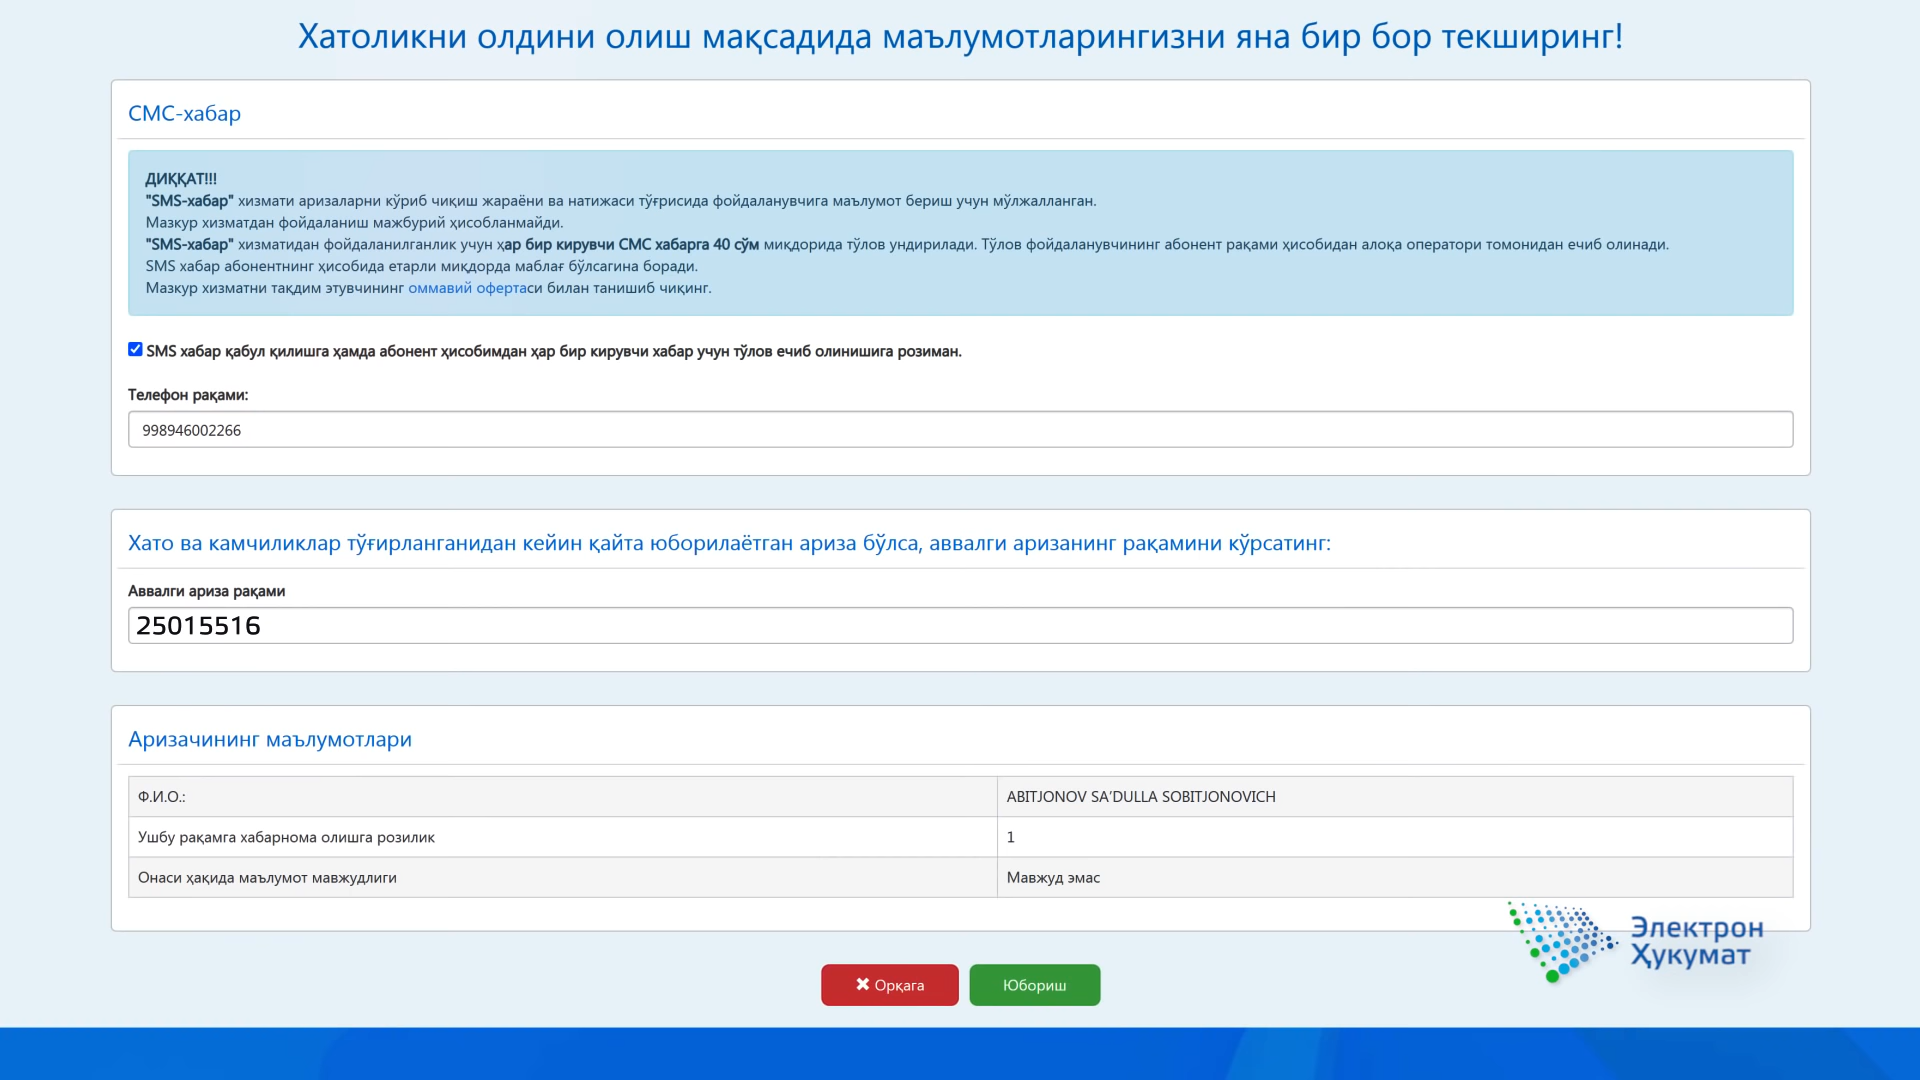 Хатоликни олдини олиш мақсадида маълумотларингизни яна бир бор текширинг!
СМС-хабар
ДИҚҚАТ!!!
"SMS-хабар" хизмати аризаларни кўриб чиқиш жараёни ва натижаси тўғрисида фойдаланувчига маълумот бериш учун мўлжалланган.
Мазкур хизматдан фойдаланиш мажбурий ҳисобланмайди.
"SMS-хабар" хизматидан фойдаланилганлик учун ҳар бир кирувчи СМС хабарга 40 сўм миқдорида тўлов ундирилади. Тўлов фойдаланувчининг абонент рақами ҳисобидан алоқа оператори томонидан ечиб олинади.
SMS хабар абонентнинг ҳисобида етарли миқдорда маблағ бўлсагина боради.
Мазкур хизматни тақдим этувчининг оммавий офертаси билан танишиб чиқинг.
SMS хабар қабул қилишга ҳамда абонент ҳисобимдан ҳар бир кирувчи хабар учун тўлов ечиб олинишига розиман.
Телефон рақами:
998946002266
Хато ва камчиликлар тўғирланганидан кейин қайта юборилаётган ариза бўлса, аввалги аризанинг рақамини кўрсатинг:
Аввалги ариза рақами
25015516
Аризачининг маълумотлари
Ф.И.О.: ABITJONOV SA’DULLA SOBITJONOVICH
Ушбу рақамга хабарнома олишга розилик 1
Онаси ҳақида маълумот мавжудлиги Мавжуд эмас
Электрон
Ҳукумат
Орқага Юбориш